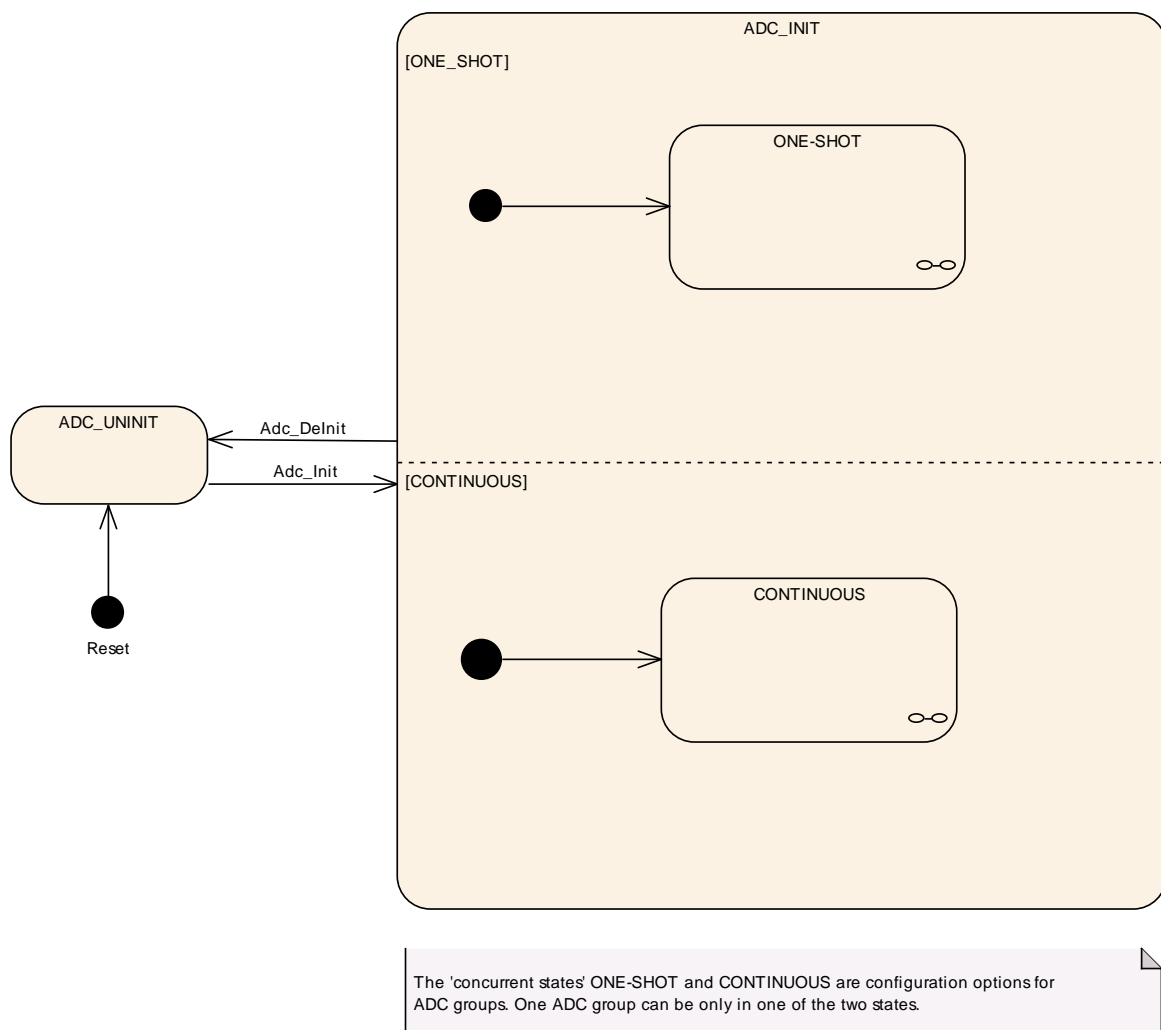 ADC_INIT
[ONE_SHOT]
ONE-SHOT
ADC_UNINIT
Adc_DeInit
Adc_Init
[CONTINUOUS]
CONTINUOUS
Reset
The 'concurrent states' ONE-SHOT and CONTINUOUS are configuration options for
ADC groups. One ADC group can be only in one of the two states.